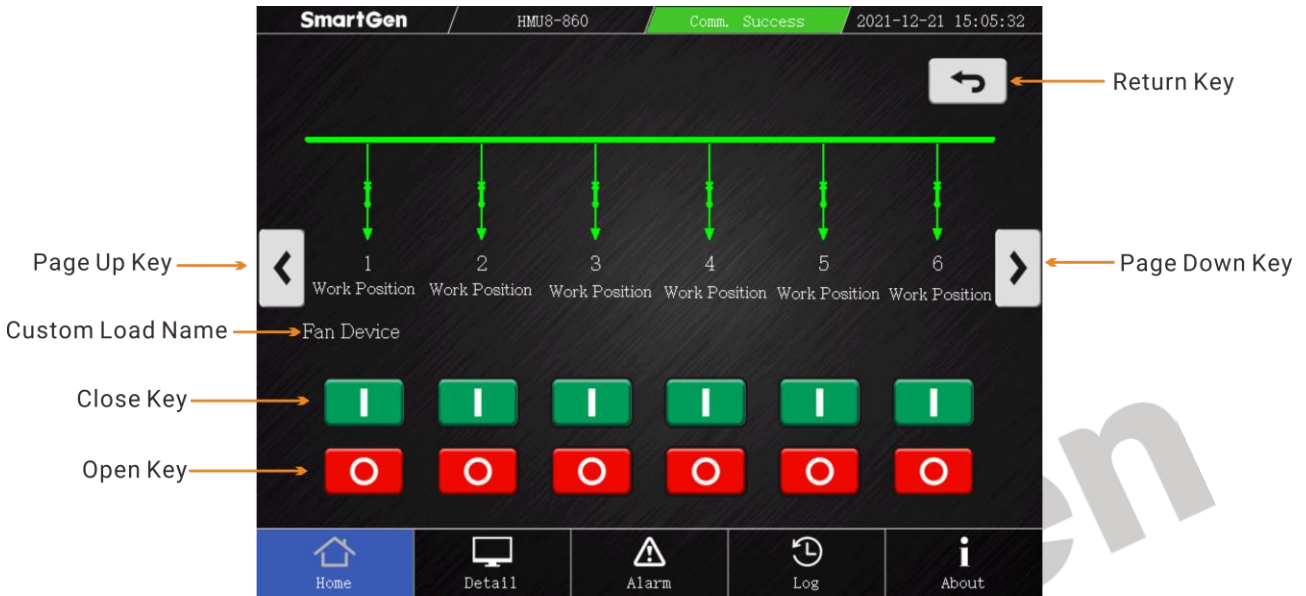 SmartGen HMU8-860 Comm. Success 2021-12-21 15:05:32
Return Key
1 2 3 4 5 6
Page Up Key
Page Down Key
Work Position Work Position Work Position Work Position Work Position Work Position
Custom Load Name
Fan Device
Close Key
Open Key
en
Home Detail Alarm Log About